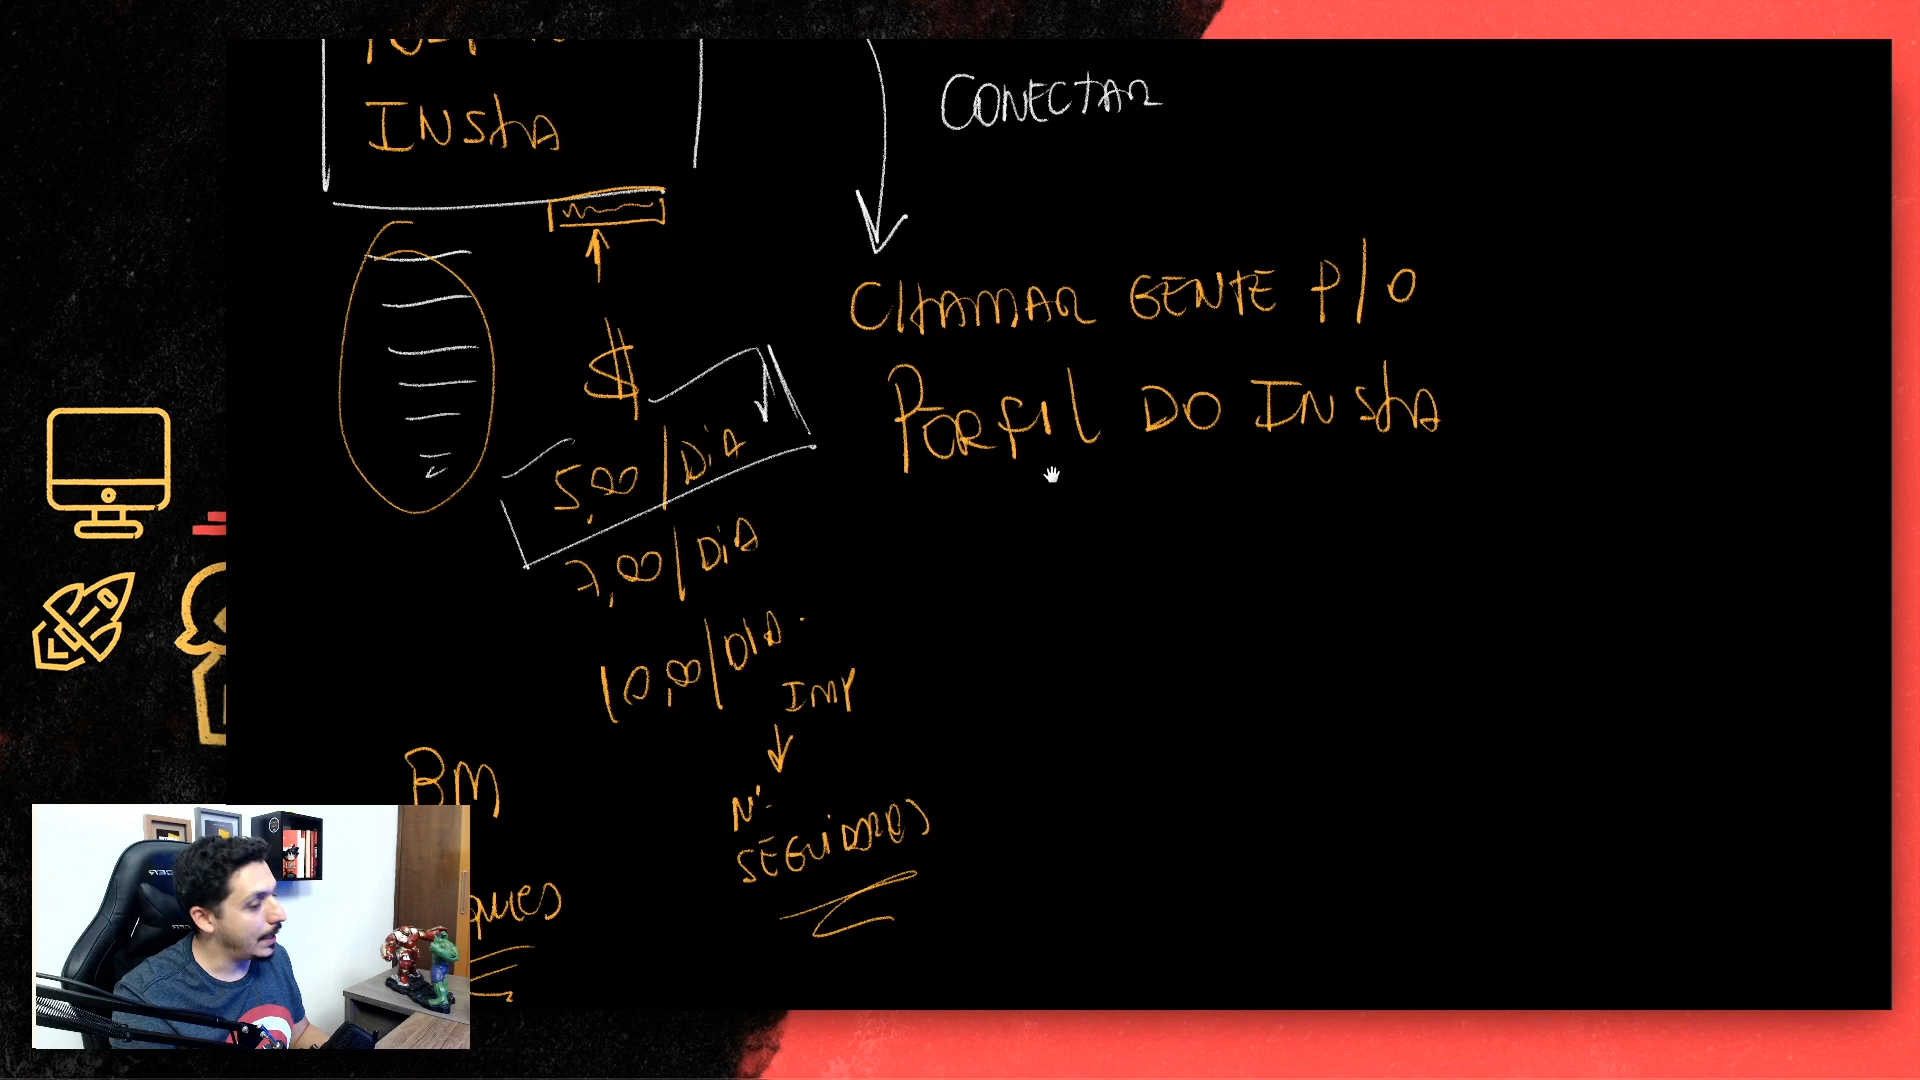 INSTA
CONECTAR
CHAMAR GENTE P/O
PORFIL DO INSTA
$
5,00/DIA
7,00/DIA
10,00/DIA.
IMP
Nº
SEGUIDORES
BM
ques